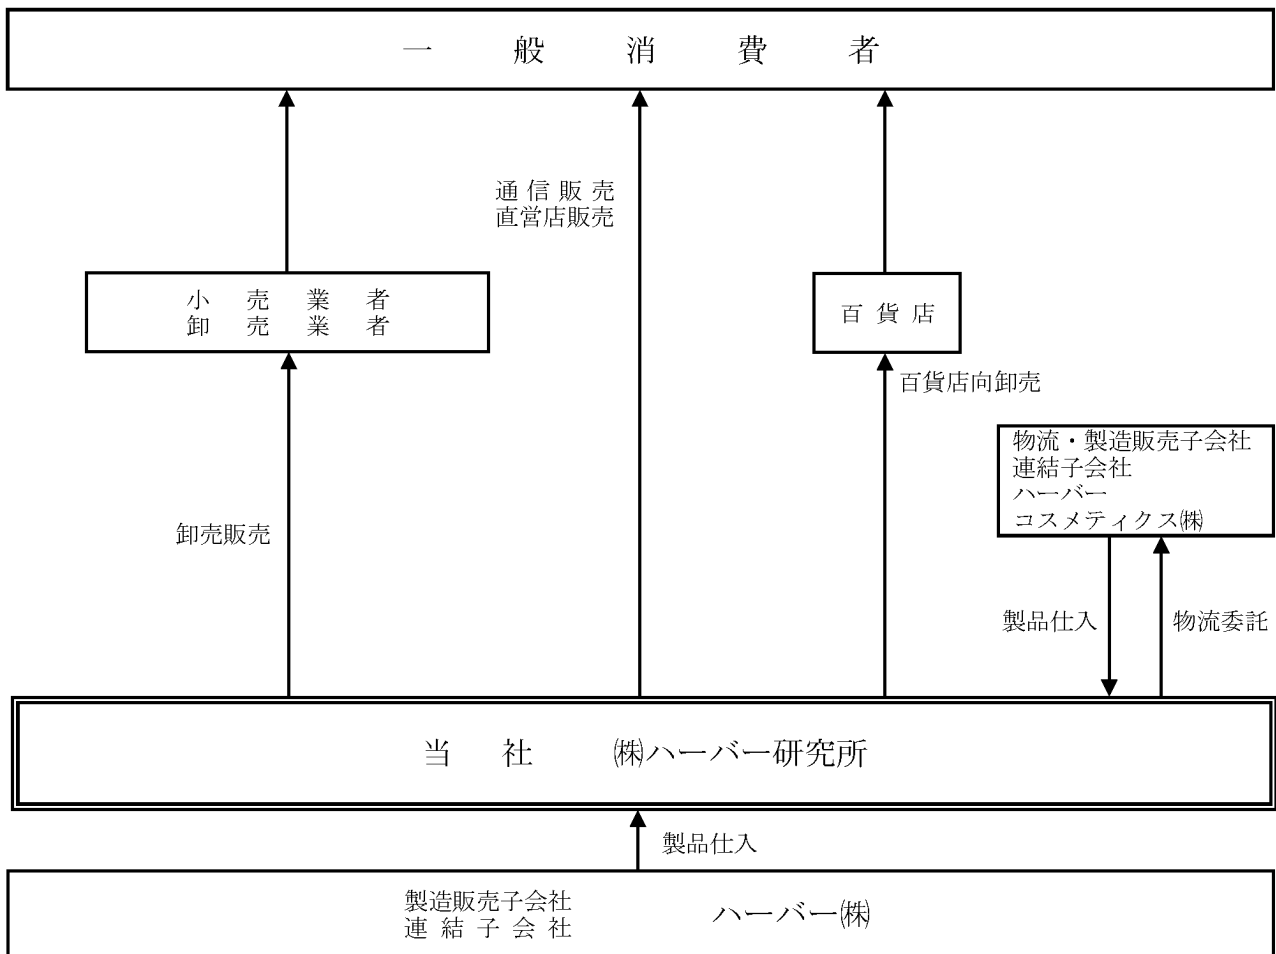 一般消費者
通信販売
直営店販売
小売業者
卸売業者
百貨店
百貨店向卸売
物流・製造販売子会社
連結子会社
ハーバー
コスメティクス㈱
卸売販売
製品仕入
物流委託
当社 ㈱ハーバー研究所
製品仕入
製造販売子会社
連結子会社
ハーバー㈱